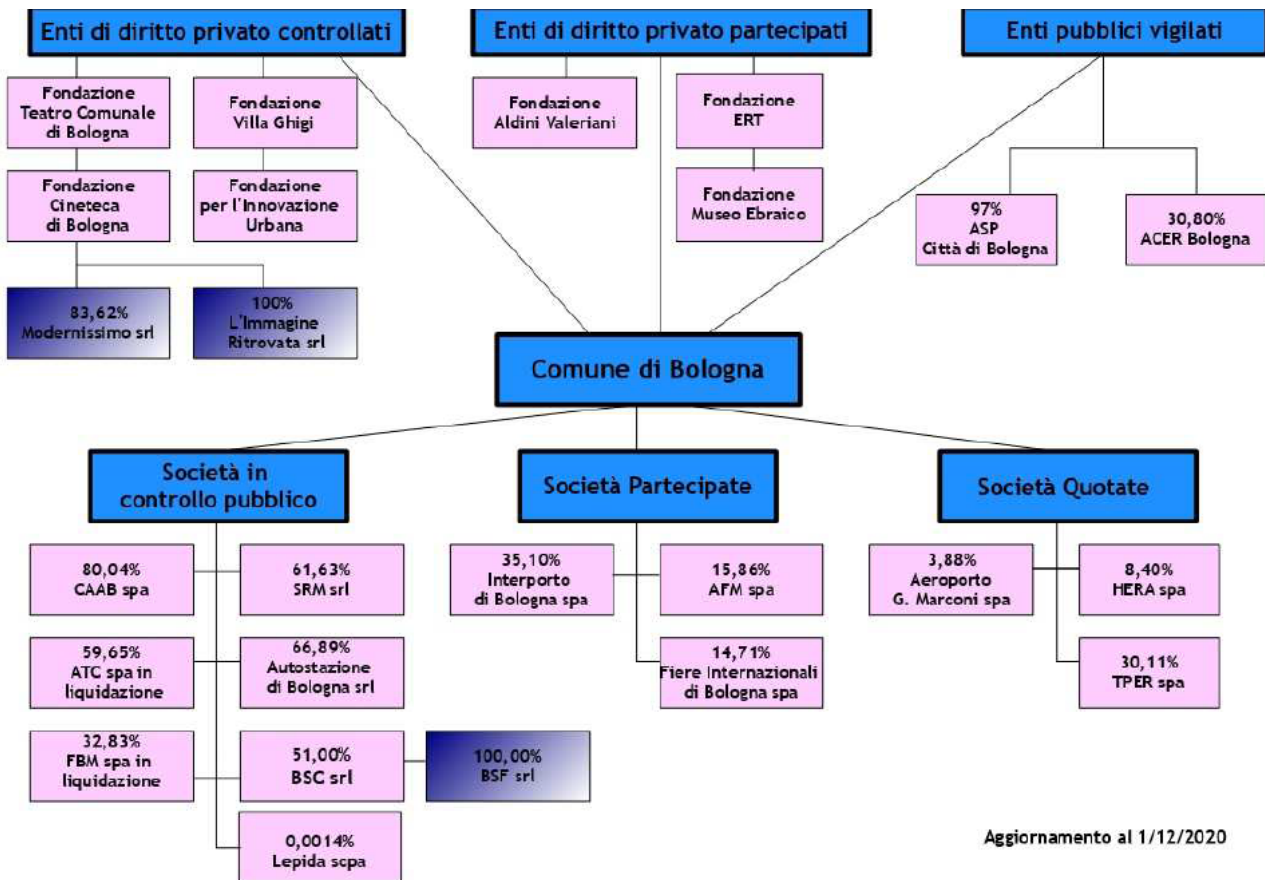 Enti di diritto privato controllati
Enti di diritto privato partecipati
Enti pubblici vigilati
Fondazione
Teatro Comunale
di Bologna
Fondazione
Villa Ghigi
Fondazione
Aldini Valeriani
Fondazione
ERT
Fondazione
Cineteca
di Bologna
Fondazione
per l'Innovazione
Urbana
Fondazione
Museo Ebraico
97%
ASP
Città di Bologna
30,80%
ACER Bologna
83,62%
Modernissimo srl
100%
L'Immagine
Ritrovata srl
Comune di Bologna
Società in
controllo pubblico
Società Partecipate
Società Quotate
80,04%
CAAB spa
61,63%
SRM srl
35,10%
Interporto
di Bologna spa
15,86%
AFM spa
3,88%
Aeroporto
G. Marconi spa
8,40%
HERA spa
59,65%
ATC spa in
liquidazione
66,89%
Autostazione
di Bologna srl
14,71%
Fiere Internazionali
di Bologna spa
30,11%
TPER spa
32,83%
FBM spa in
liquidazione
51,00%
BSC srl
100,00%
BSF srl
0,0014%
Lepida scpa
Aggiornamento al 1/12/2020